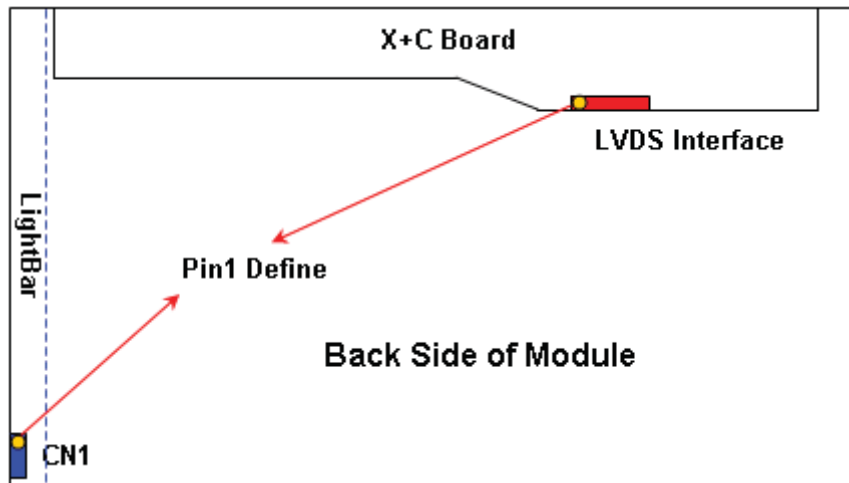 X+C Board
LVDS Interface
LightBar
Pin1 Define
Back Side of Module
CN1